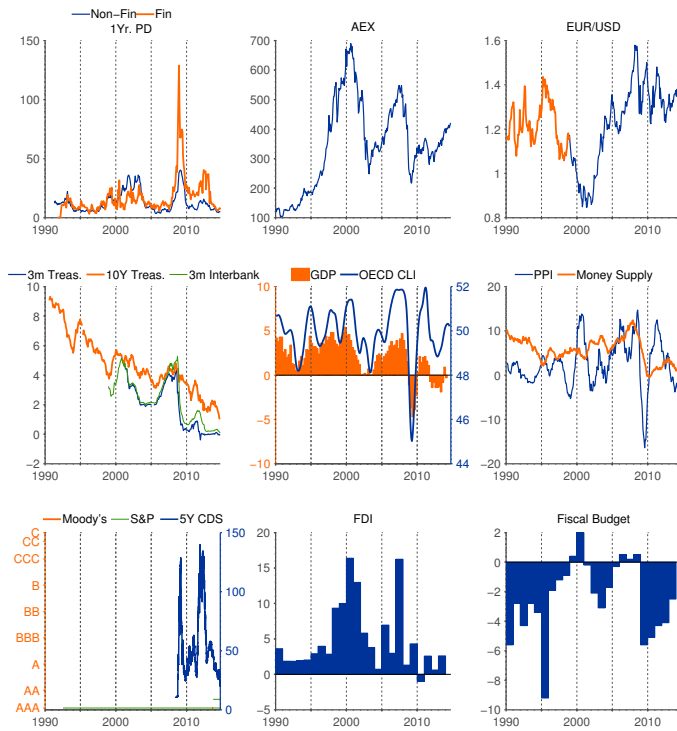 Non−Fin Fin
1Yr. PD
150
100
50
0
1990 2000 2010
AEX
700
600
500
400
300
200
100
1990 2000 2010
EUR/USD
1.6
1.4
1.2
1
0.8
1990 2000 2010
3m Treas. 10Y Treas. 3m Interbank
10
8
6
4
2
0
−2
1990 2000 2010
GDP OECD CLI
10
5
0
−5
−10
52
50
48
46
44
1990 2000 2010
PPI Money Supply
20
10
0
−10
−20
1990 2000 2010
Moody's S&P 5Y CDS
C
CC
CCC
B
BB
BBB
A
AA
AAA
150
100
50
0
1990 2000 2010
FDI
20
15
10
5
0
−5
1990 2000 2010
Fiscal Budget
2
0
−2
−4
−6
−8
−10
1990 2000 2010